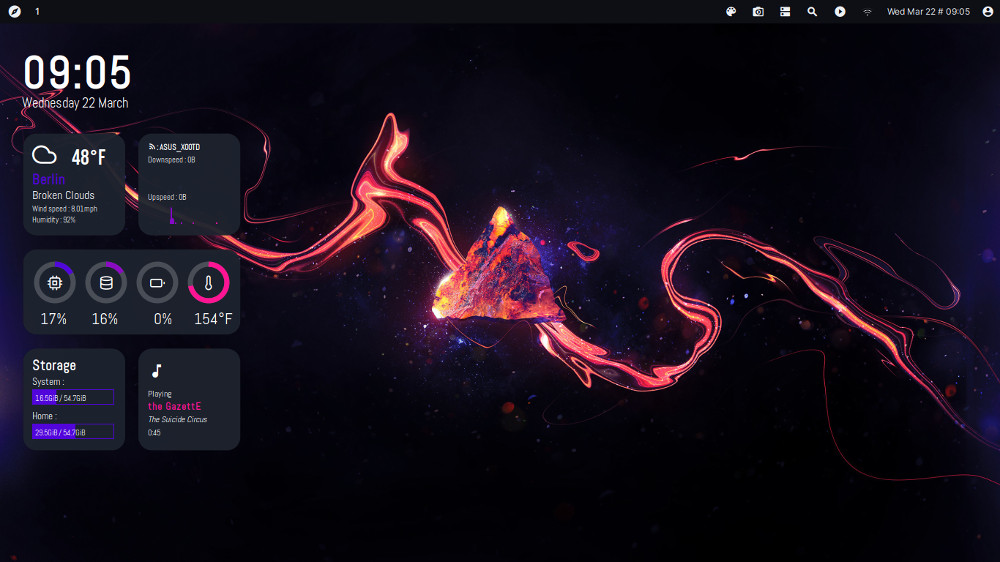 1
Wed Mar 22 # 09:05
09:05
Wednesday 22 March
48°F
Berlin
Broken Clouds
Wind speed : 8.01mph
Humidity : 92%
: ASUS_X00TD
Downspeed : 0B
Upspeed : 0B
17% 16% 0% 154°F
Storage
System :
16.5GiB / 54.7GiB
Home :
29.5GiB / 54.7GiB
Playing
the GazettE
The Suicide Circus
0:45